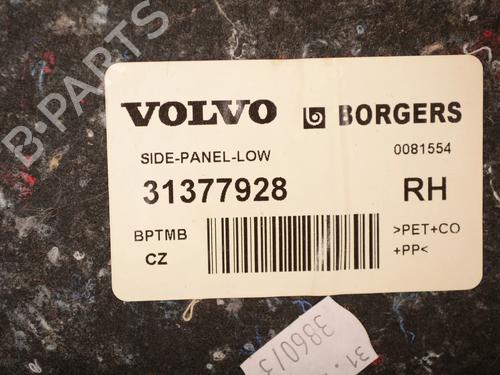 B-PARTS
VOLVO BORGERS
SIDE-PANEL-LOW 0081554
31377928 RH
BPTMB >PET+CO
CZ +PP<
3860/3
31.